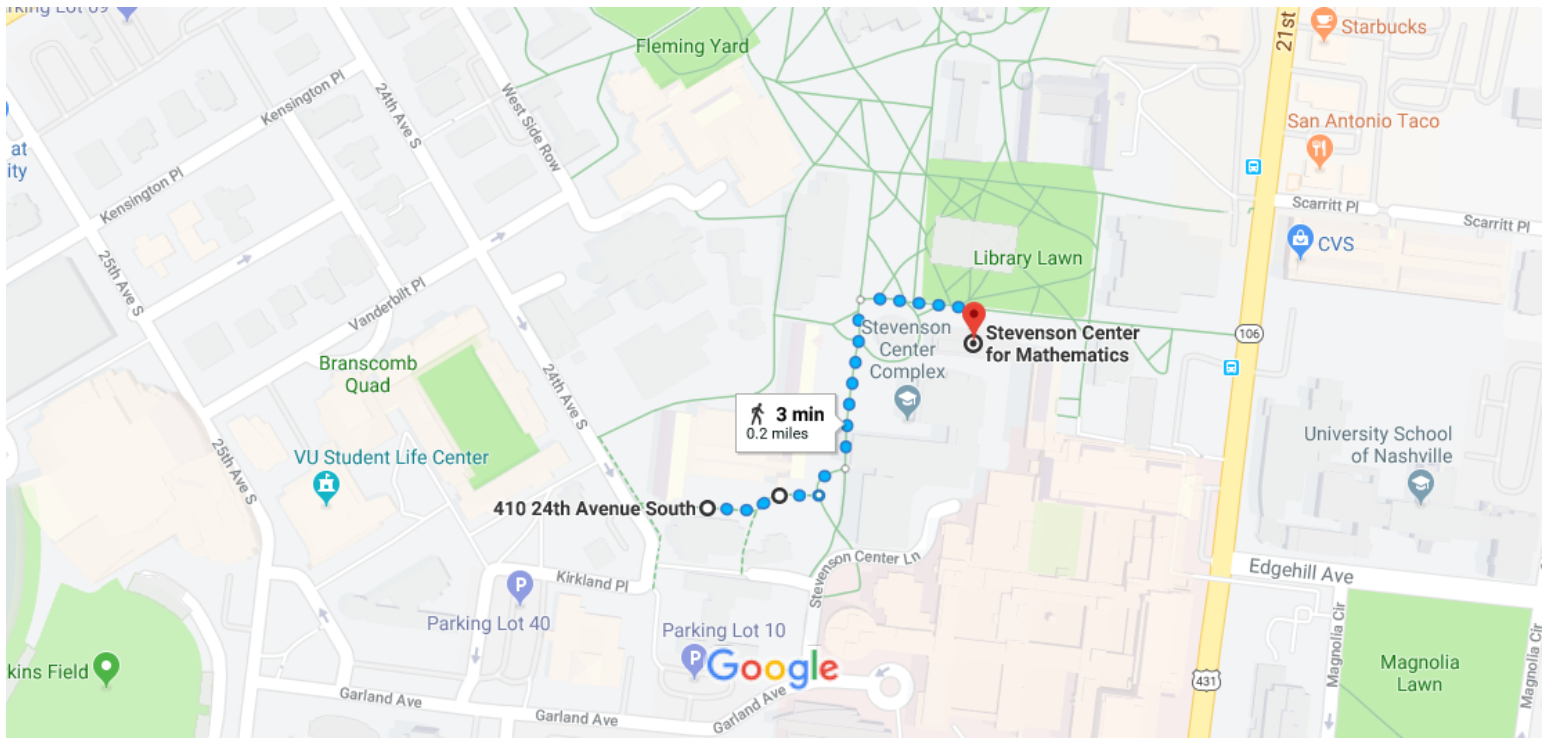 Parking Lot 69
Fleming Yard
21st
Starbucks
Kensington Pl
24th Ave S
West Side Row
San Antonio Taco
at
ity
Kensington Pl
Scarritt Pl
Scarritt Pl
CVS
25th Ave S
Library Lawn
Vanderbilt Pl
Stevenson
Center
Complex
Stevenson Center
for Mathematics
106
Branscomb
Quad
24th Ave S
3 min
0.2 miles
University School
of Nashville
25th Ave S
VU Student Life Center
410 24th Avenue South
Stevenson Center Ln
Edgehill Ave
Kirkland Pl
P
Parking Lot 40
Parking Lot 10
P
Google
Magnolia Cir
Magnolia Cir
kins Field
Magnolia
Lawn
431
Garland Ave
Garland Ave
Garland Ave